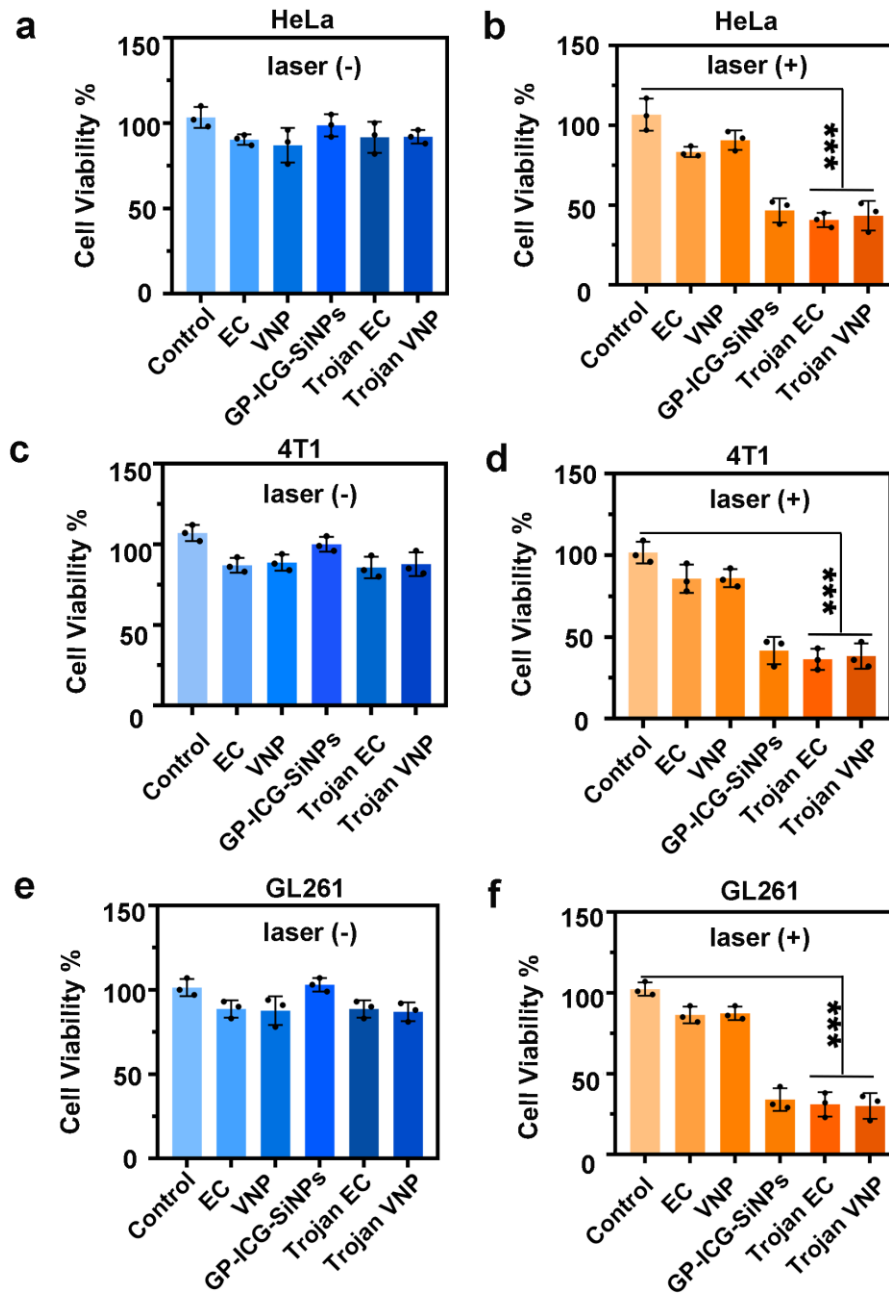 a
HeLa
Cell Viability %
150
100
50
0
laser (-)
Control
EC
VNP
GP-ICG-SiNPs
Trojan EC
Trojan VNP
b
HeLa
Cell Viability %
150
100
50
0
laser (+)
***
Control
EC
VNP
GP-ICG-SiNPs
Trojan EC
Trojan VNP
c
4T1
Cell Viability %
150
100
50
0
laser (-)
Control
EC
VNP
GP-ICG-SiNPs
Trojan EC
Trojan VNP
d
4T1
Cell Viability %
150
100
50
0
laser (+)
***
Control
EC
VNP
GP-ICG-SiNPs
Trojan EC
Trojan VNP
e
GL261
Cell Viability %
150
100
50
0
laser (-)
Control
EC
VNP
GP-ICG-SiNPs
Trojan EC
Trojan VNP
f
GL261
Cell Viability %
150
100
50
0
laser (+)
***
Control
EC
VNP
GP-ICG-SiNPs
Trojan EC
Trojan VNP